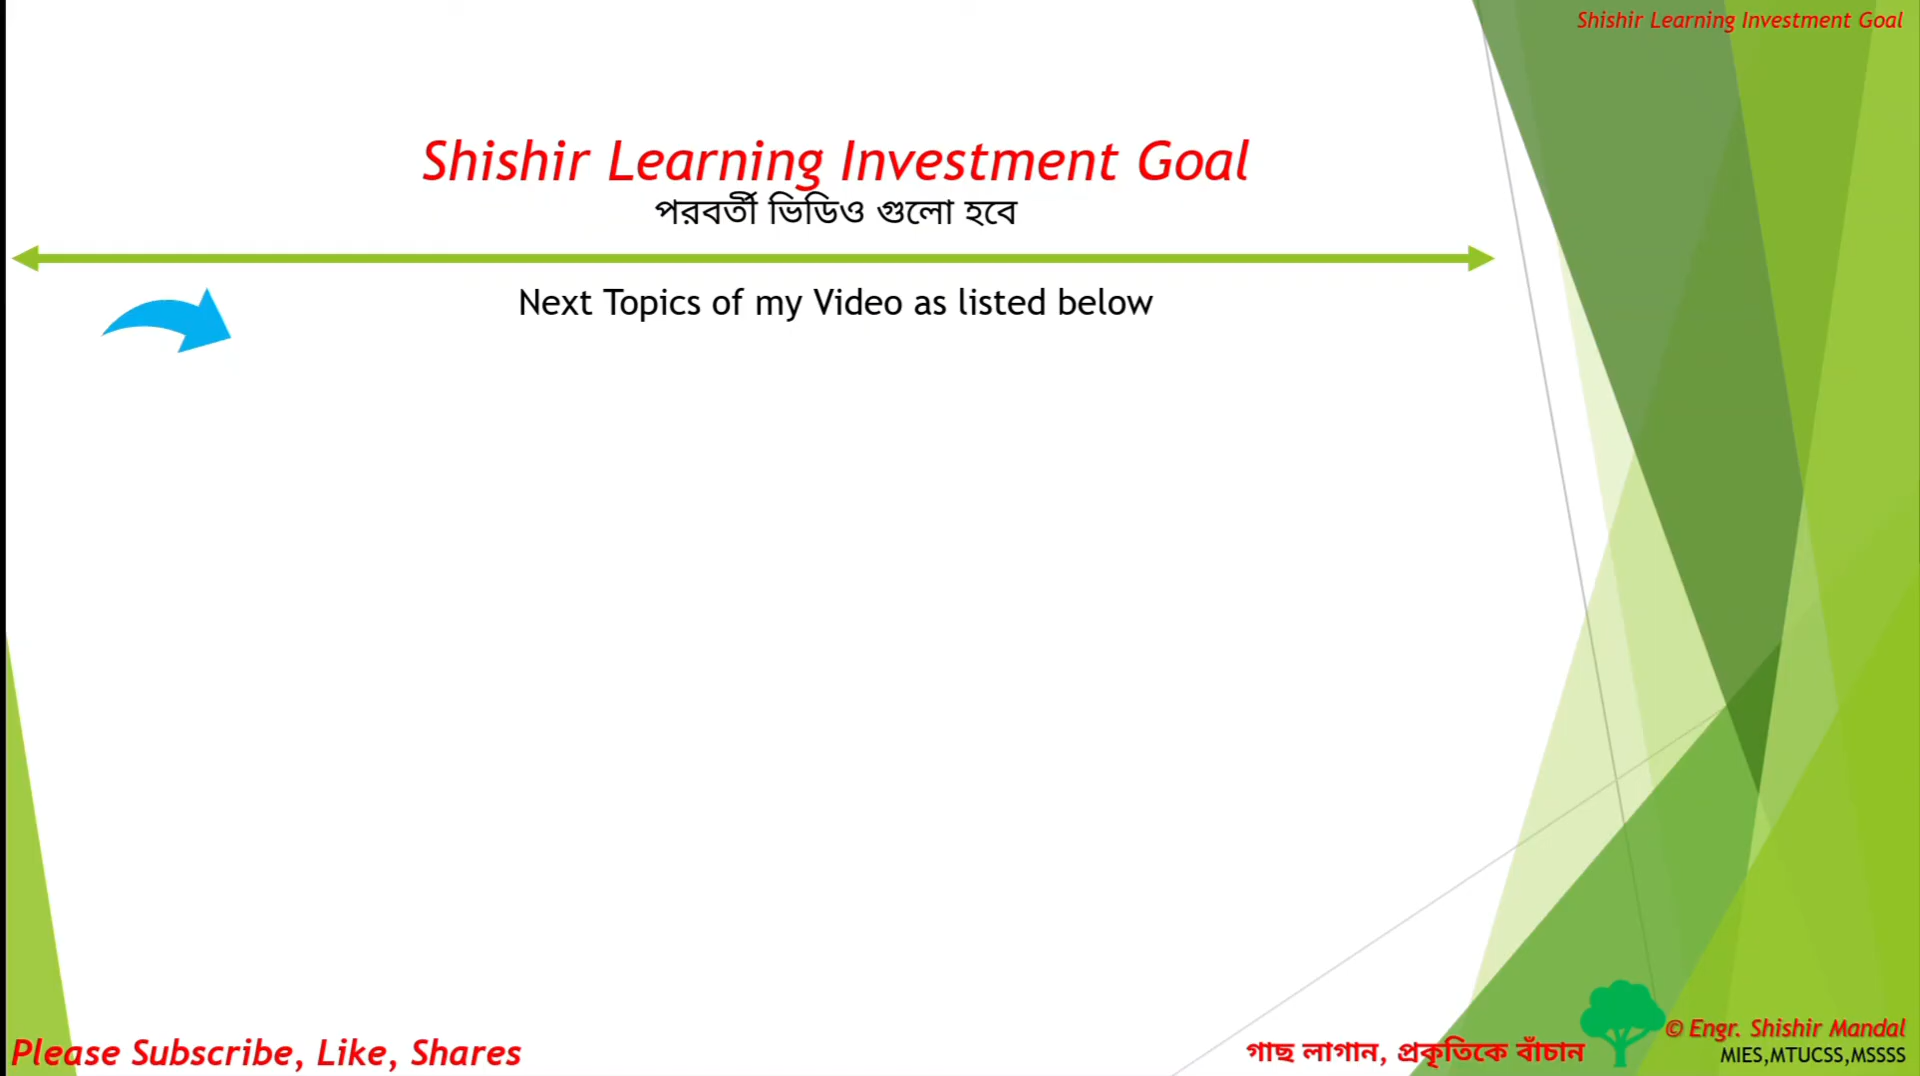 Shishir Learning Investment Goal
Shishir Learning Investment Goal
পরবর্তী ভিডিও গুলো হবে
Next Topics of my Video as listed below
Please Subscribe, Like, Shares
গাছ লাগান, প্রকৃতিকে বাঁচান
© Engr. Shishir Mandal
MIES,MTUCSS,MSSSS